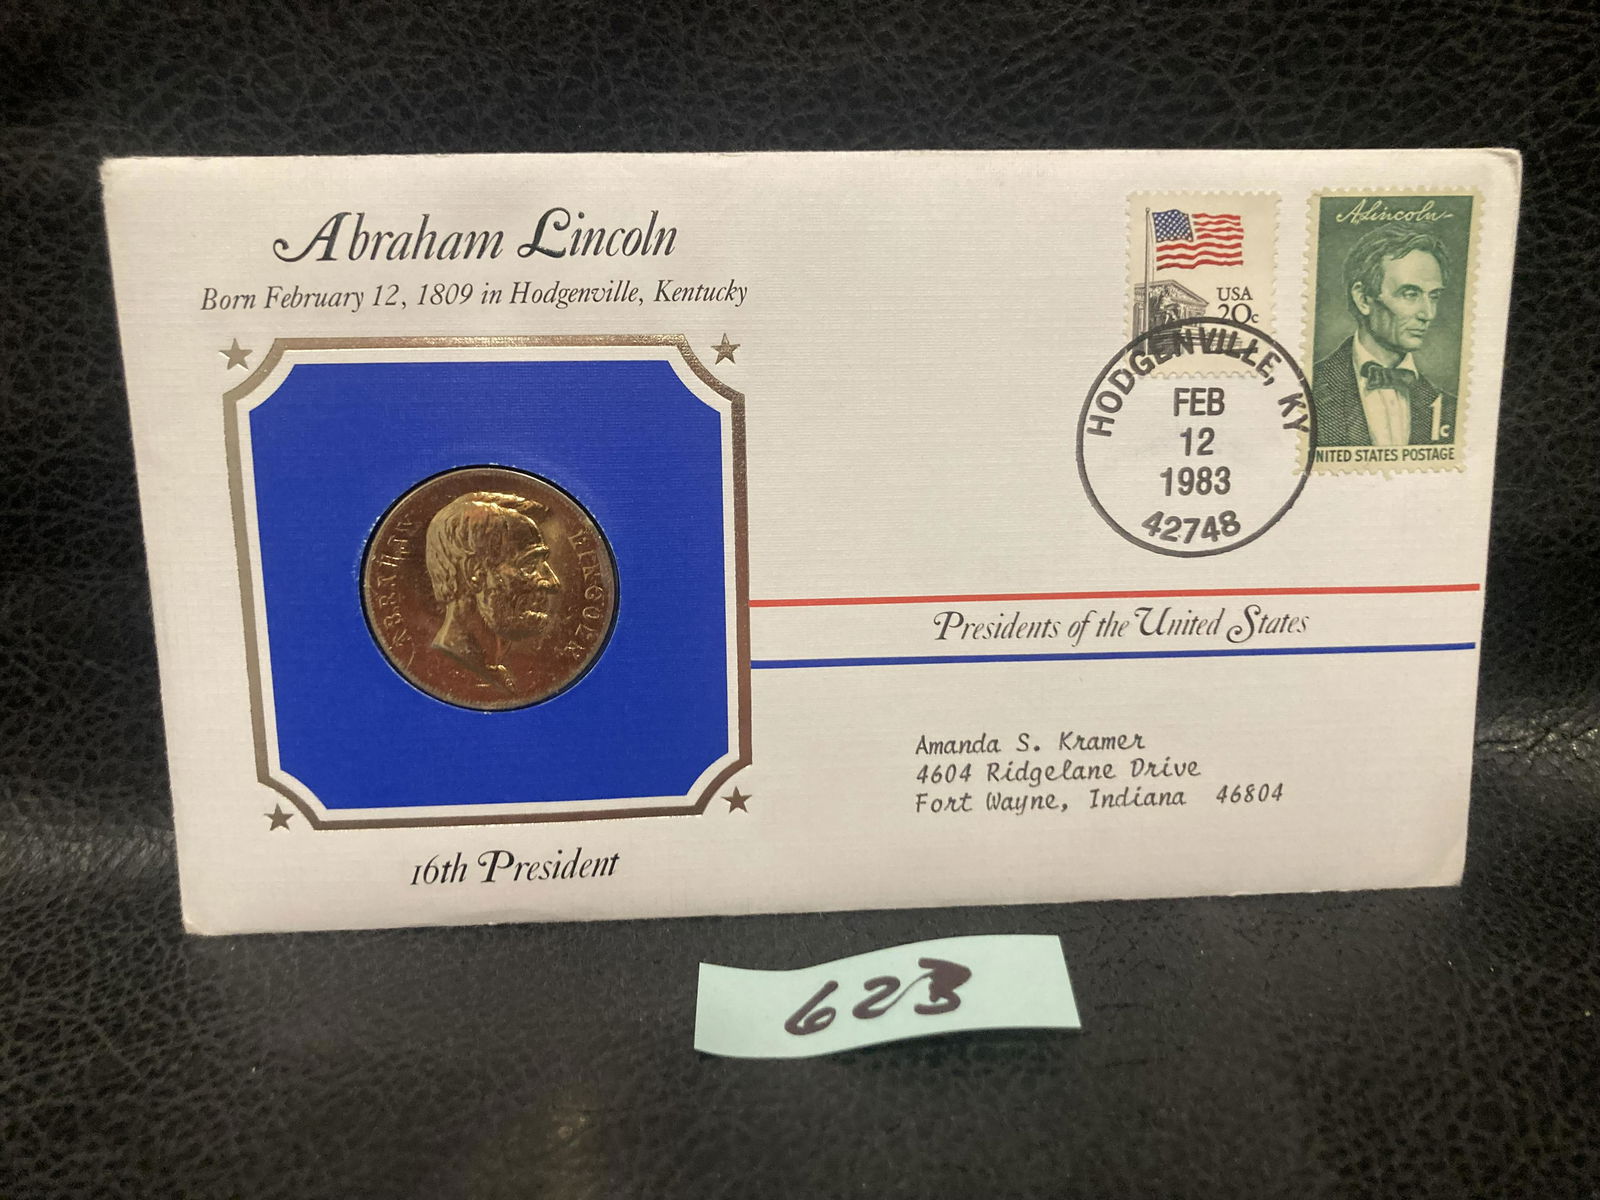 Abraham Lincoln
Born February 12, 1809 in Hodgenville, Kentucky
ABRAHAM LINCOLN
16th President
USA
20c
A. Lincoln
1c
UNITED STATES POSTAGE
HODGENVILLE, KY
FEB
12
1983
42748
Presidents of the United States
Amanda S. Kramer
4604 Ridgelane Drive
Fort Wayne, Indiana 46804
623